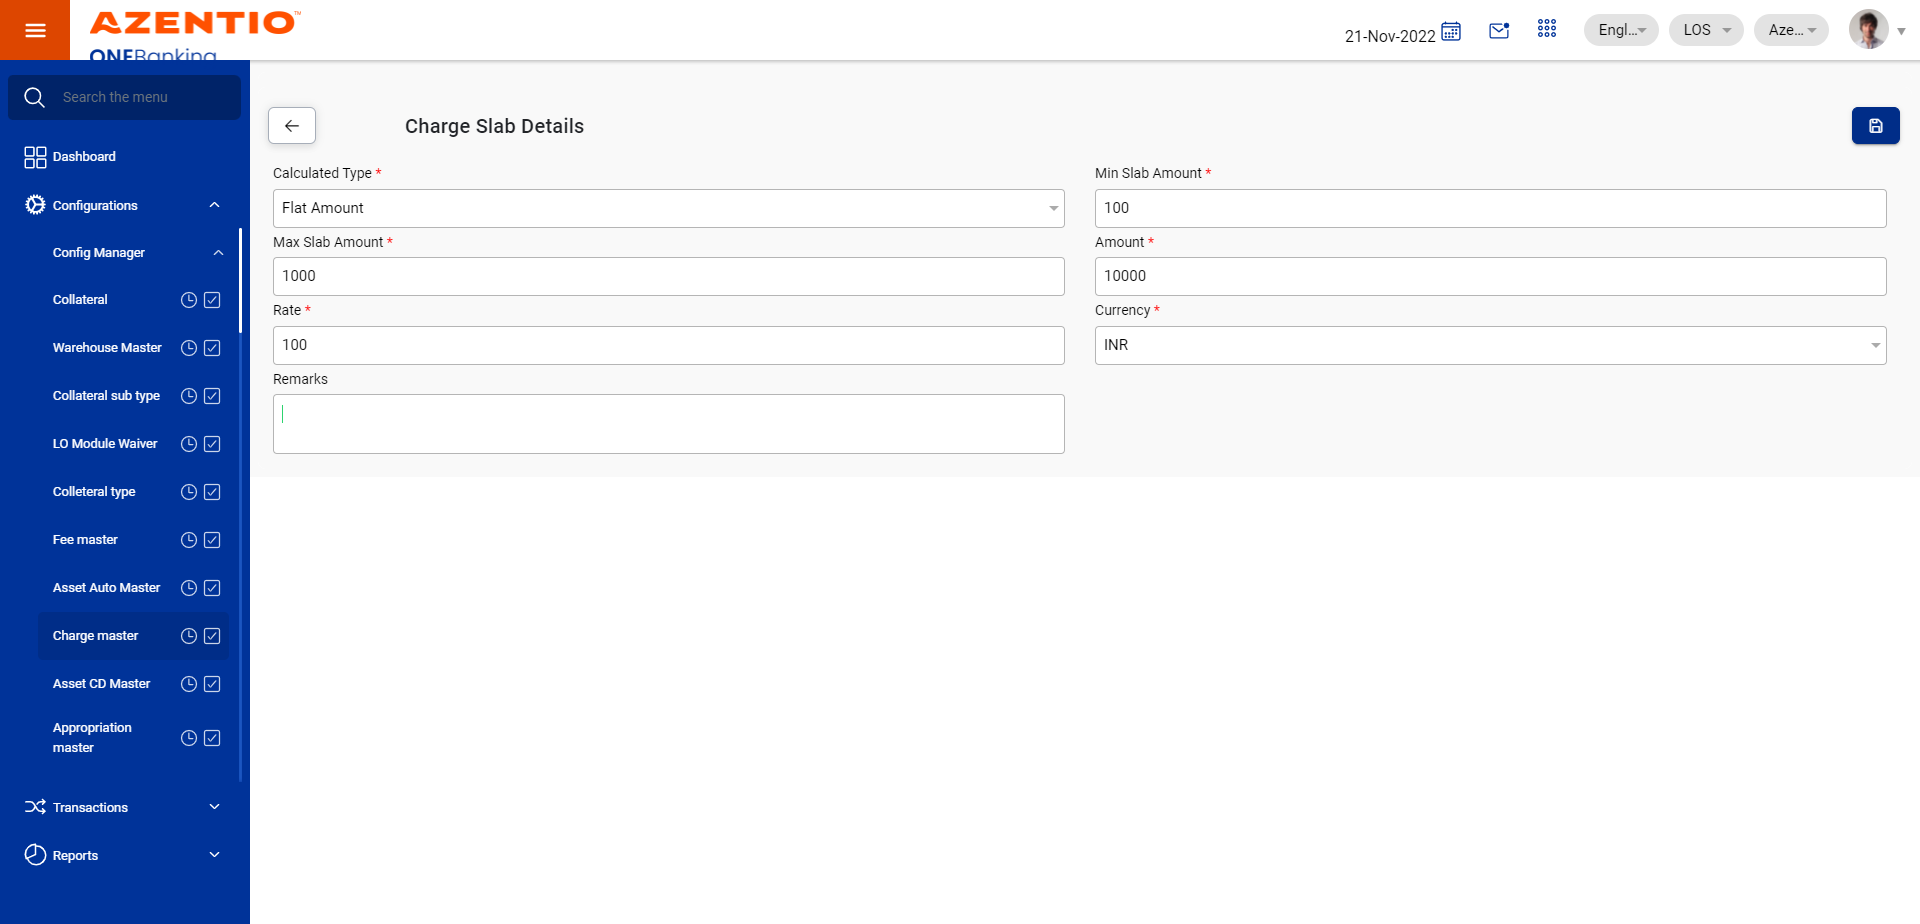 AZENTIO™
ONEBanking
21-Nov-2022
Engl...
LOS
Aze...
Search the menu
Dashboard
Configurations
Config Manager
Collateral
Warehouse Master
Collateral sub type
LO Module Waiver
Colleteral type
Fee master
Asset Auto Master
Charge master
Asset CD Master
Appropriation
master
Transactions
Reports
Charge Slab Details
Calculated Type *
Flat Amount
Min Slab Amount *
100
Max Slab Amount *
1000
Amount *
10000
Rate *
100
Currency *
INR
Remarks